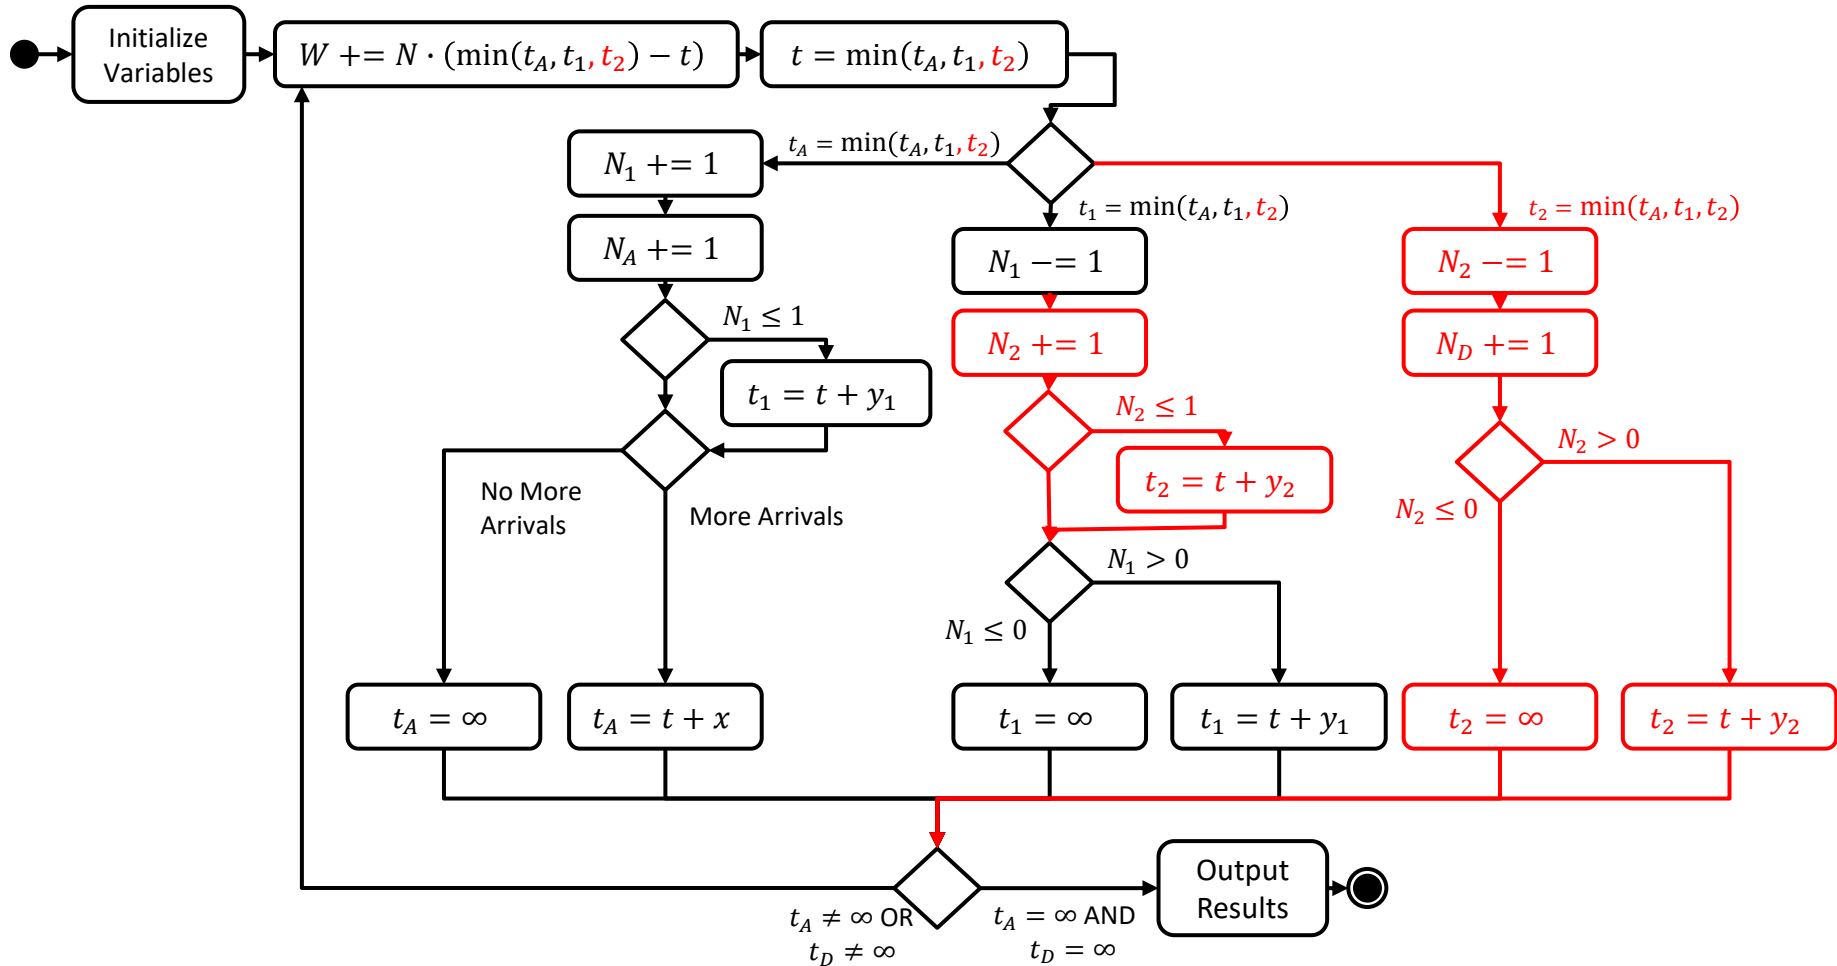 Initialize
Variables
W += N · (min(t_A, t_1, t_2) − t)
t = min(t_A, t_1, t_2)
t_A = min(t_A, t_1, t_2)
N_1 += 1
N_A += 1
N_1 ≤ 1
t_1 = t + y_1
No More
Arrivals
More Arrivals
t_A = ∞
t_A = t + x
t_1 = min(t_A, t_1, t_2)
N_1 −= 1
N_2 += 1
N_2 ≤ 1
t_2 = t + y_2
N_1 > 0
N_1 ≤ 0
t_1 = ∞
t_1 = t + y_1
t_2 = min(t_A, t_1, t_2)
N_2 −= 1
N_D += 1
N_2 > 0
N_2 ≤ 0
t_2 = ∞
t_2 = t + y_2
t_A ≠ ∞ OR
t_D ≠ ∞
t_A = ∞ AND
t_D = ∞
Output
Results